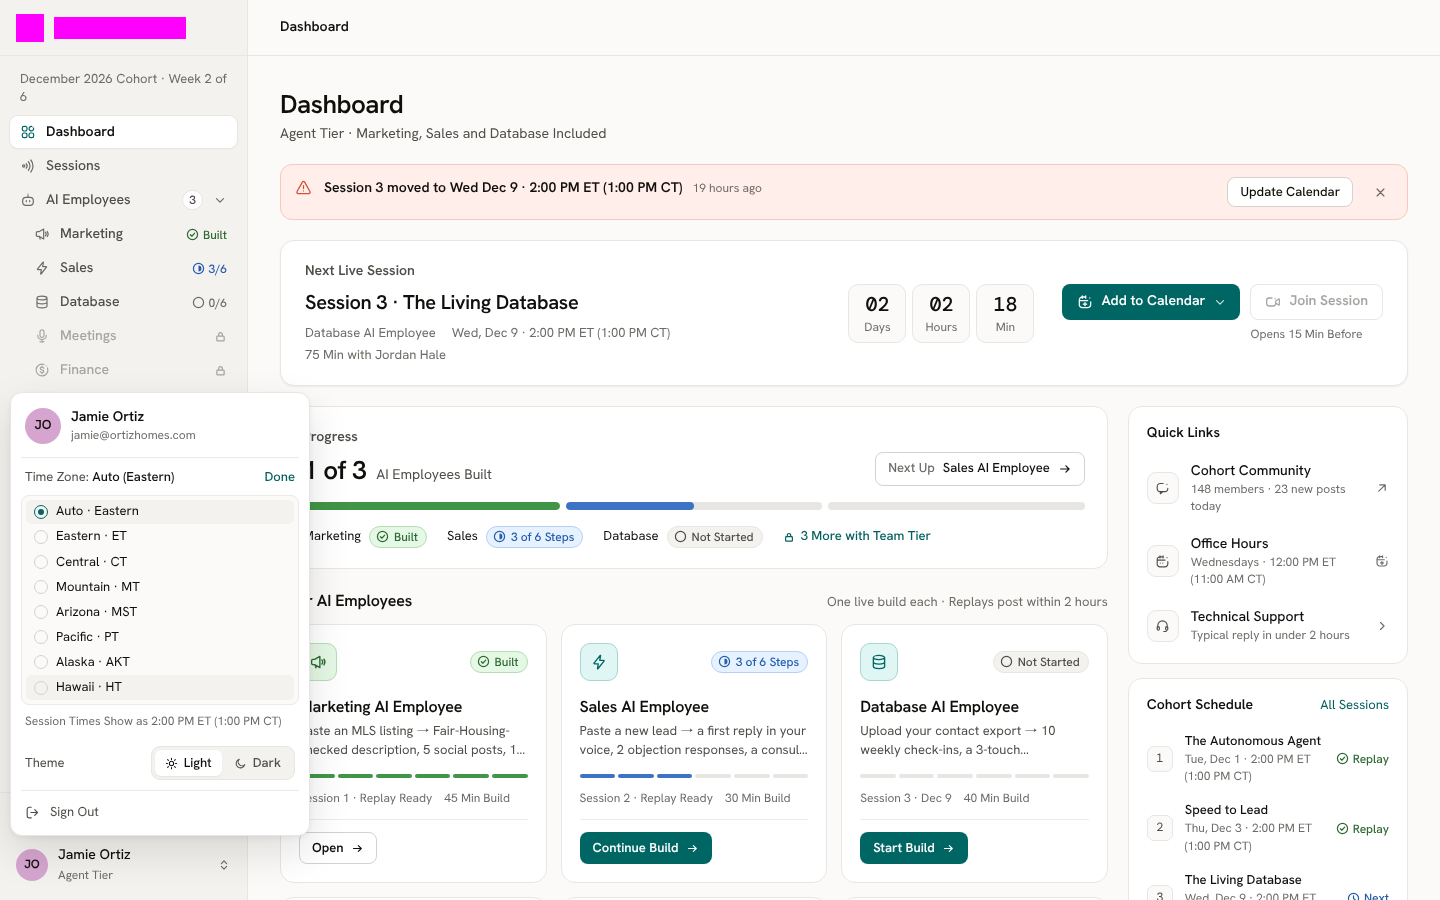 Dashboard
December 2026 Cohort · Week 2 of
6
Dashboard
Sessions
AI Employees 3
Marketing Built
Sales 3/6
Database 0/6
Meetings
Finance
JO
Jamie Ortiz
jamie@ortizhomes.com
Time Zone: Auto (Eastern) Done
Auto · Eastern
Eastern · ET
Central · CT
Mountain · MT
Arizona · MST
Pacific · PT
Alaska · AKT
Hawaii · HT
Session Times Show as 2:00 PM ET (1:00 PM CT)
Theme Light Dark
Sign Out
JO
Jamie Ortiz
Agent Tier
Dashboard
Agent Tier · Marketing, Sales and Database Included
Session 3 moved to Wed Dec 9 · 2:00 PM ET (1:00 PM CT) 19 hours ago
Update Calendar
Next Live Session
Session 3 · The Living Database
Database AI Employee Wed, Dec 9 · 2:00 PM ET (1:00 PM CT)
75 Min with Jordan Hale
02 Days
02 Hours
18 Min
Add to Calendar
Join Session
Opens 15 Min Before
rogress
1 of 3 AI Employees Built
Next Up Sales AI Employee →
Marketing Built Sales 3 of 6 Steps Database Not Started 3 More with Team Tier
r AI Employees
One live build each · Replays post within 2 hours
Built
arketing AI Employee
aste an MLS listing → Fair-Housing-
hecked description, 5 social posts, 1...
ession 1 · Replay Ready 45 Min Build
Open →
3 of 6 Steps
Sales AI Employee
Paste a new lead → a first reply in your
voice, 2 objection responses, a consul...
Session 2 · Replay Ready 30 Min Build
Continue Build →
Not Started
Database AI Employee
Upload your contact export → 10
weekly check-ins, a 3-touch...
Session 3 · Dec 9 40 Min Build
Start Build →
Quick Links
Cohort Community
148 members · 23 new posts
today
Office Hours
Wednesdays · 12:00 PM ET
(11:00 AM CT)
Technical Support
Typical reply in under 2 hours
Cohort Schedule All Sessions
1
The Autonomous Agent
Tue, Dec 1 · 2:00 PM ET
(1:00 PM CT)
Replay
2
Speed to Lead
Thu, Dec 3 · 2:00 PM ET
(1:00 PM CT)
Replay
3
The Living Database
Wed, Dec 9 · 2:00 PM ET
Next